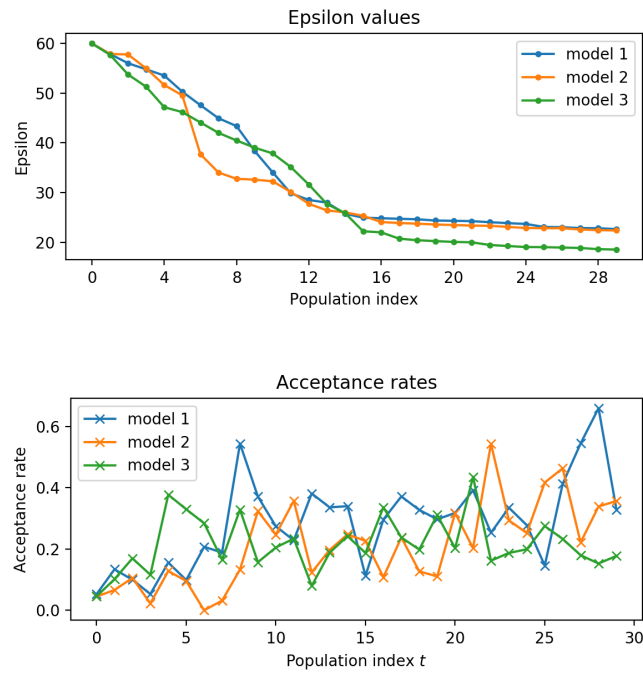 Epsilon values
60
50
40
30
20
Epsilon
model 1
model 2
model 3
0 4 8 12 16 20 24 28
Population index
Acceptance rates
0.6
0.4
0.2
0.0
Acceptance rate
model 1
model 2
model 3
0 5 10 15 20 25 30
Population index t